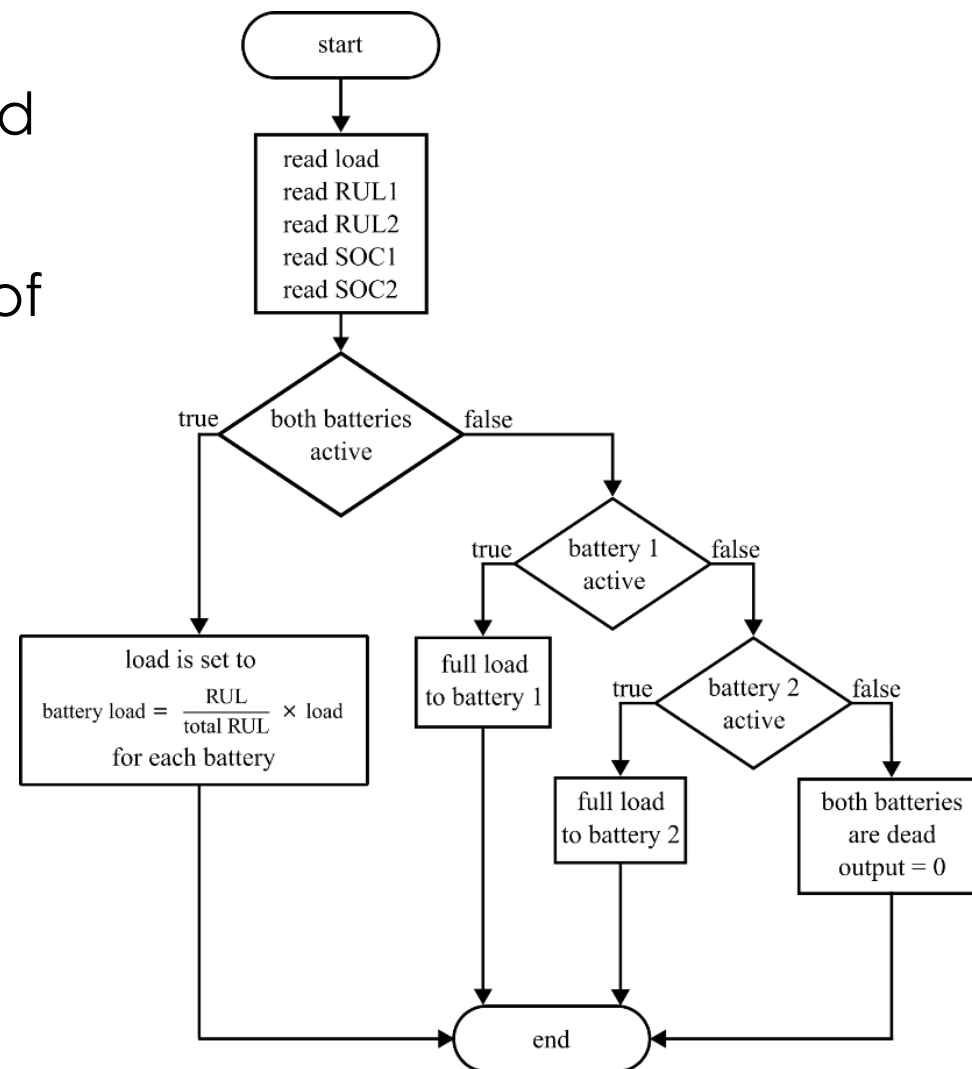 d
of
start
read load
read RUL1
read RUL2
read SOC1
read SOC2
true
both batteries
active
false
true
battery 1
active
false
load is set to
battery load = RUL / total RUL × load
for each battery
full load
to battery 1
true
battery 2
active
false
full load
to battery 2
both batteries
are dead
output = 0
end